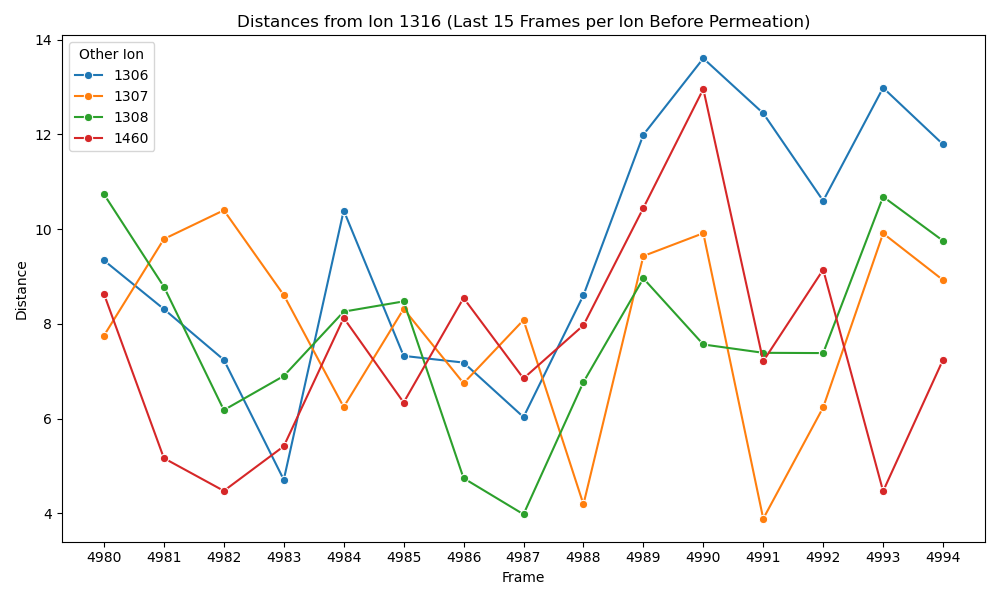 Distances from Ion 1316 (Last 15 Frames per Ion Before Permeation)
Other Ion
1306
1307
1308
1460
Distance
14
12
10
8
6
4
4980 4981 4982 4983 4984 4985 4986 4987 4988 4989 4990 4991 4992 4993 4994
Frame